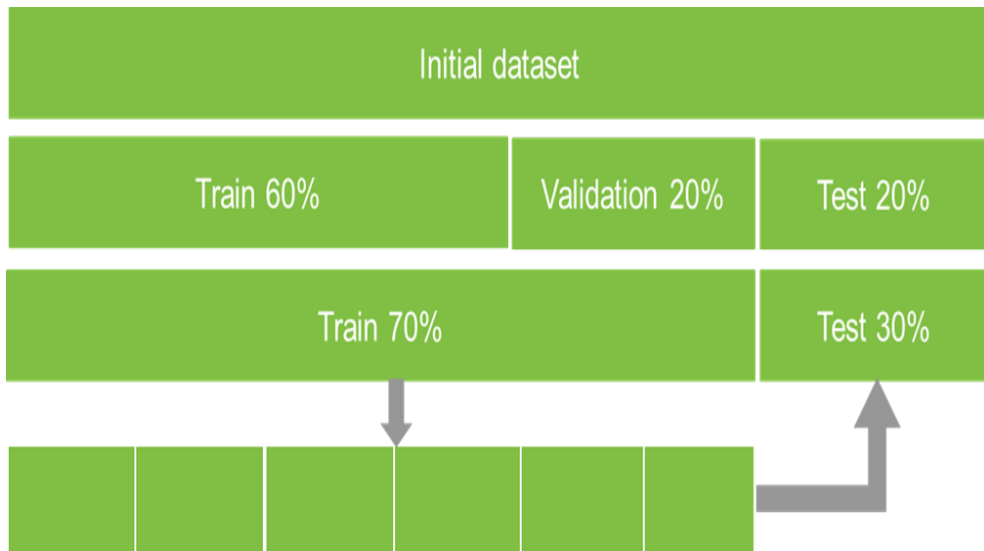 Initial dataset
Train 60%
Validation 20%
Test 20%
Train 70%
Test 30%